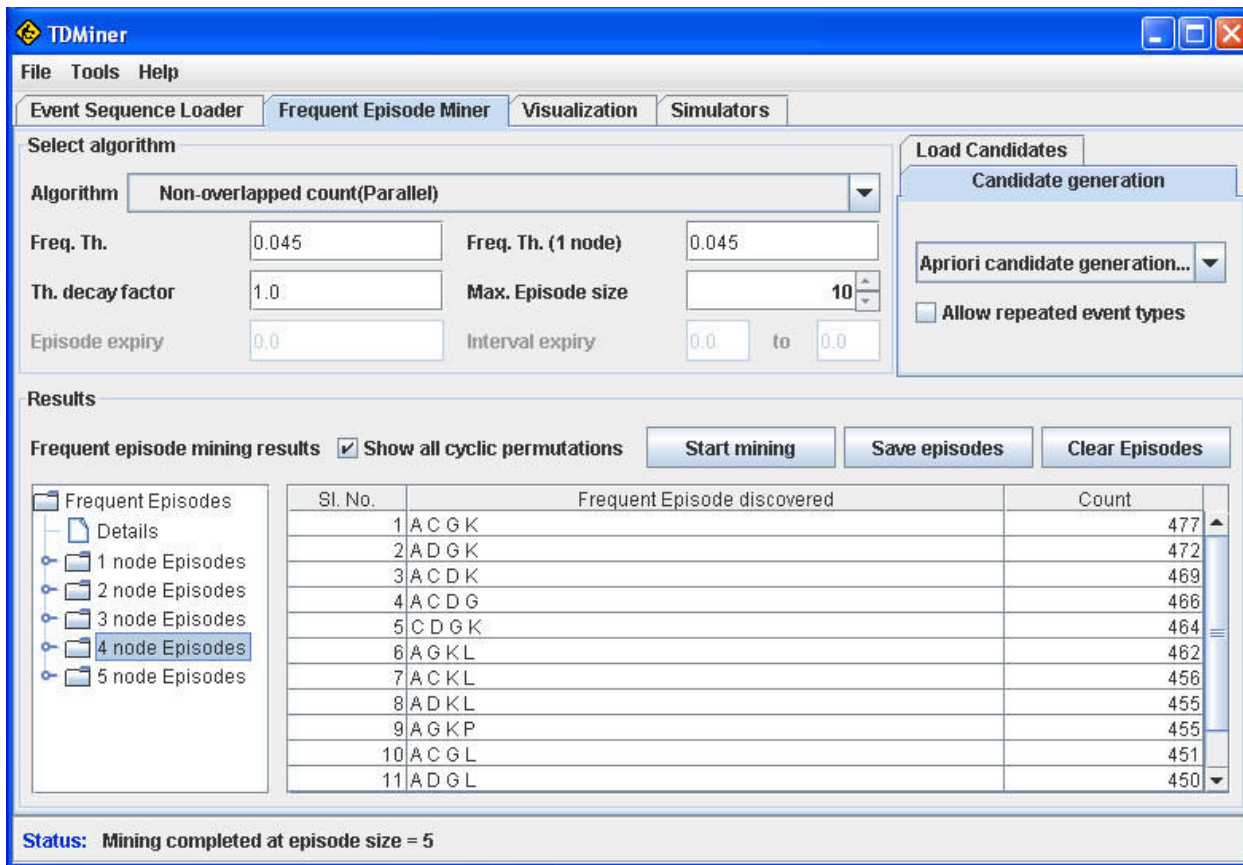 TDMiner
File Tools Help
Event Sequence Loader Frequent Episode Miner Visualization Simulators
Select algorithm
Algorithm Non-overlapped count(Parallel)
Freq. Th. 0.045 Freq. Th. (1 node) 0.045
Th. decay factor 1.0 Max. Episode size 10
Episode expiry 0.0 Interval expiry 0.0 to 0.0
Load Candidates
Candidate generation
Apriori candidate generation...
Allow repeated event types
Results
Frequent episode mining results Show all cyclic permutations Start mining Save episodes Clear Episodes
Frequent Episodes
Details
1 node Episodes
2 node Episodes
3 node Episodes
4 node Episodes
5 node Episodes
Sl. No. Frequent Episode discovered Count
1 A C G K 477
2 A D G K 472
3 A C D K 469
4 A C D G 466
5 C D G K 464
6 A G K L 462
7 A C K L 456
8 A D K L 455
9 A G K P 455
10 A C G L 451
11 A D G L 450
Status: Mining completed at episode size = 5